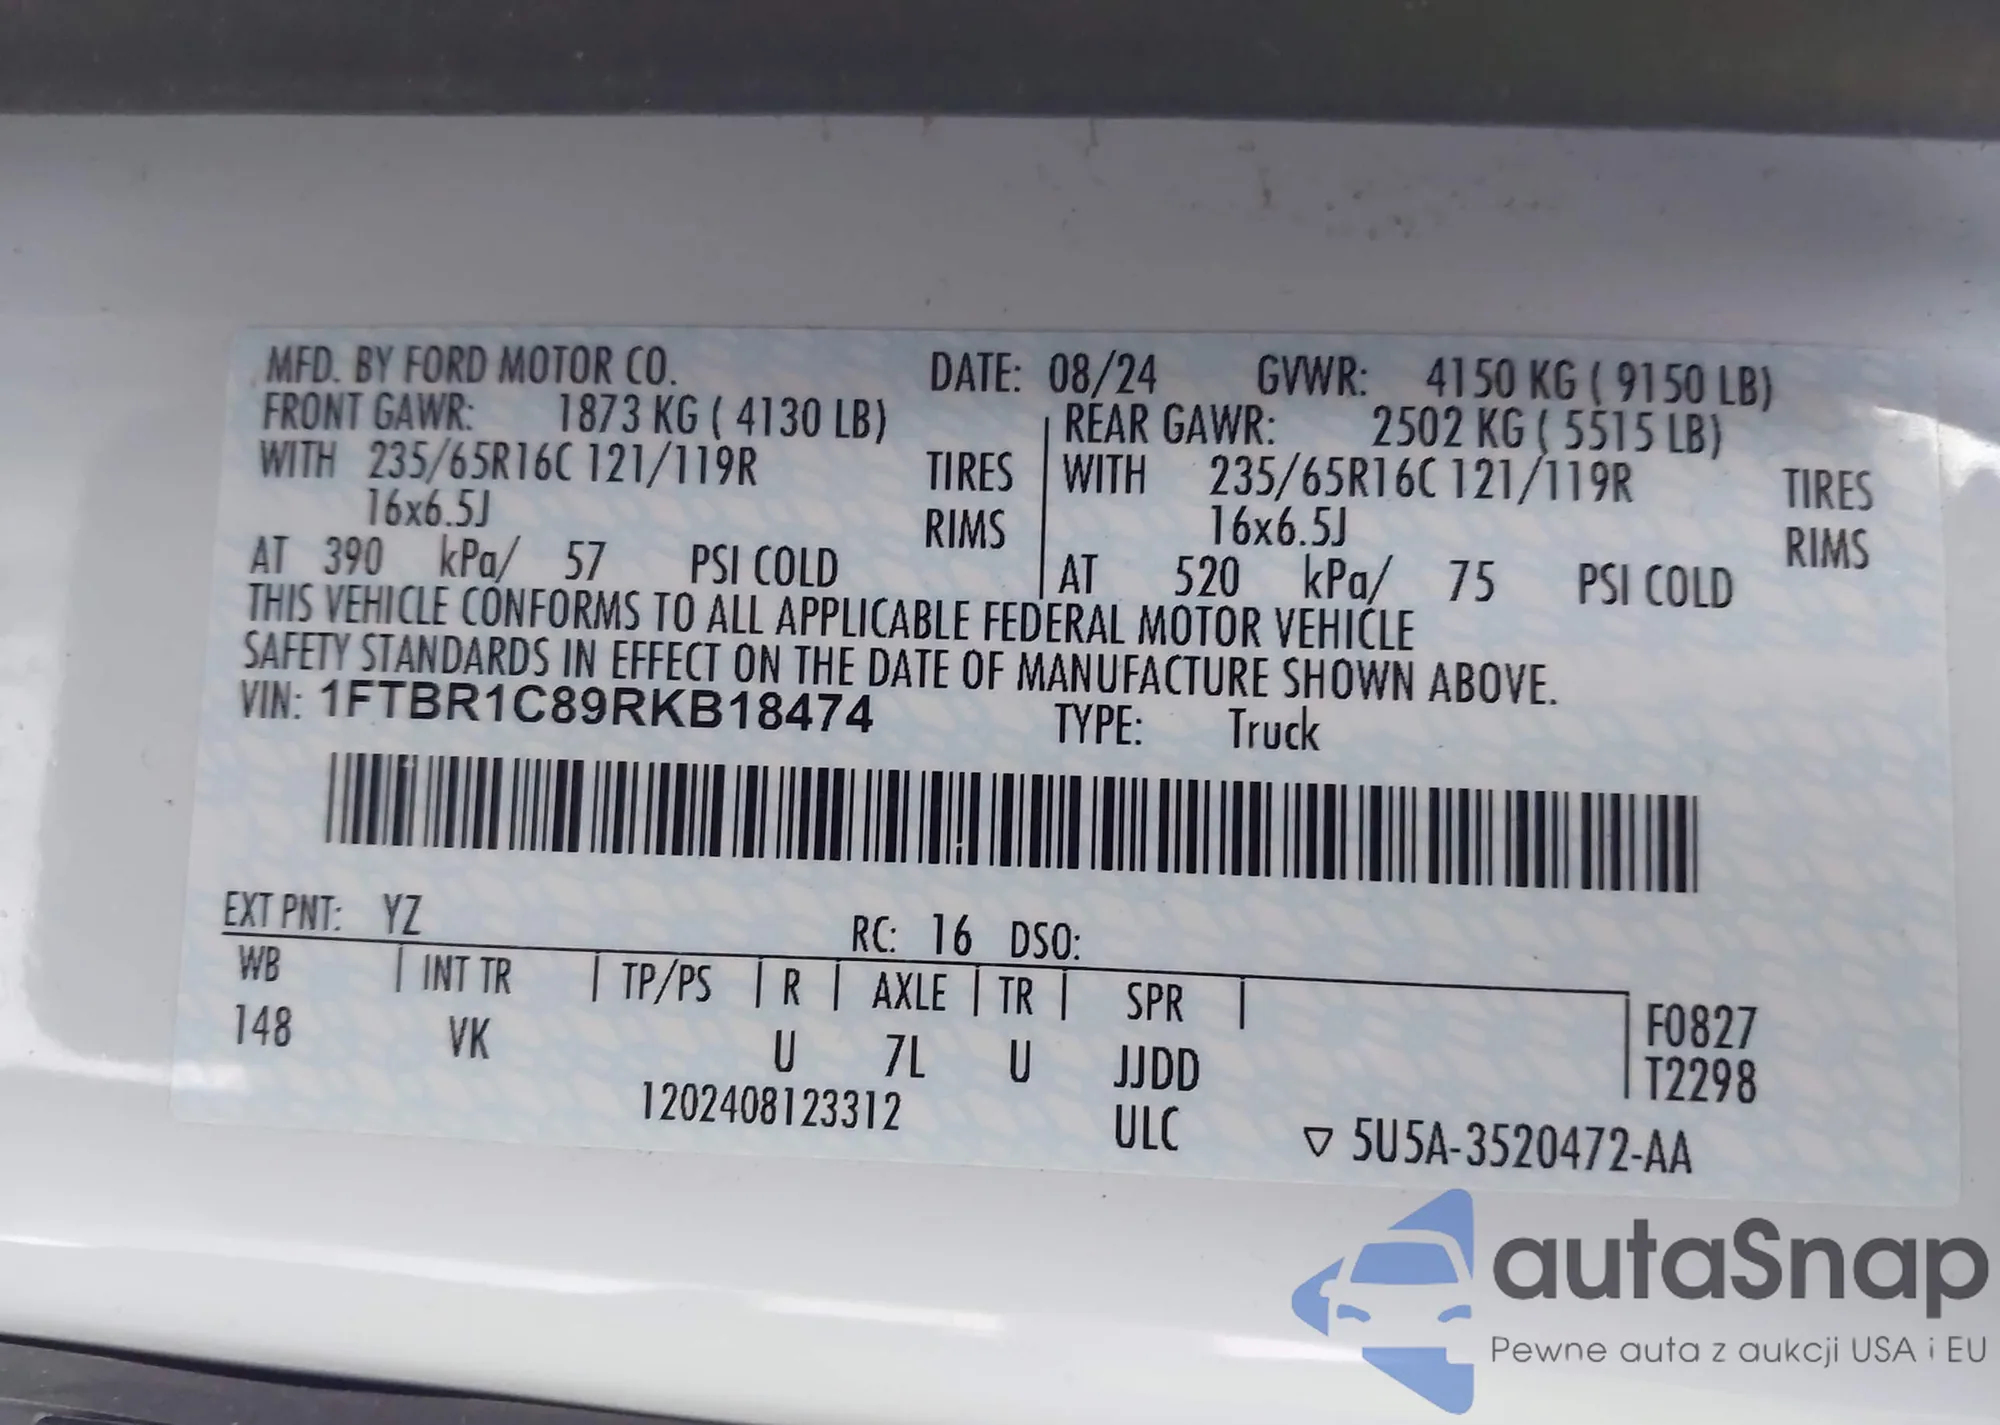 MFD. BY FORD MOTOR CO. DATE: 08/24 GVWR: 4150 KG ( 9150 LB)
FRONT GAWR: 1873 KG ( 4130 LB) REAR GAWR: 2502 KG ( 5515 LB)
WITH 235/65R16C 121/119R TIRES WITH 235/65R16C 121/119R TIRES
16x6.5J RIMS 16x6.5J RIMS
AT 390 kPa/ 57 PSI COLD AT 520 kPa/ 75 PSI COLD
THIS VEHICLE CONFORMS TO ALL APPLICABLE FEDERAL MOTOR VEHICLE
SAFETY STANDARDS IN EFFECT ON THE DATE OF MANUFACTURE SHOWN ABOVE.
VIN: 1FTBR1C89RKB18474 TYPE: Truck
EXT PNT: YZ RC: 16 DSO:
WB INT TR TP/PS R AXLE TR SPR F0827
148 VK U 7L U JJDD T2298
1202408123312 ULC ▽ 5U5A-3520472-AA
autaSnap
Pewne auta z aukcji USA i EU